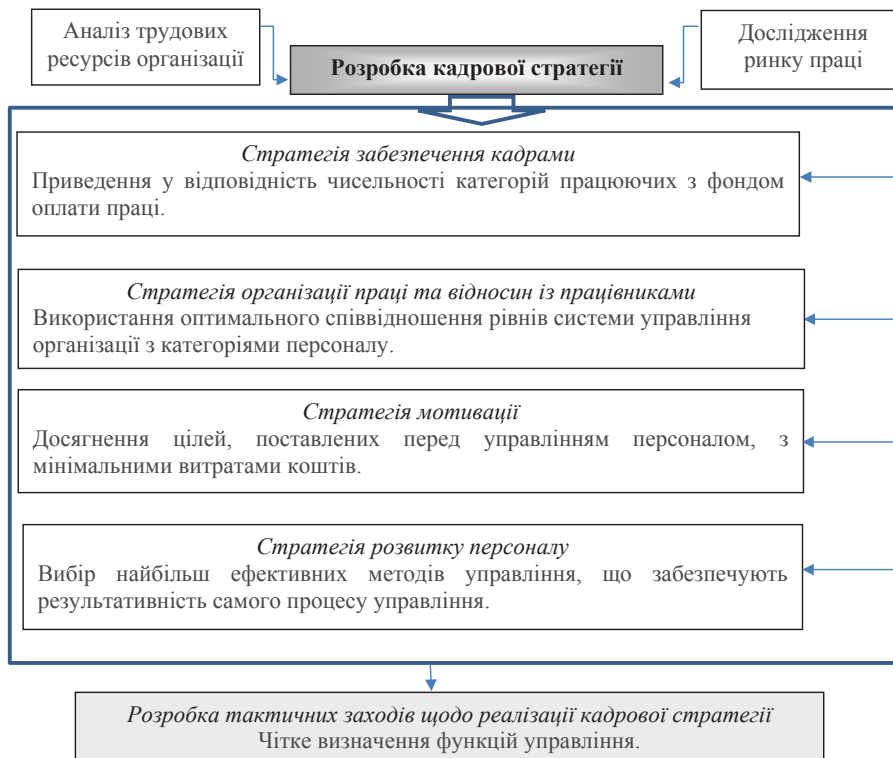 Аналіз трудових
ресурсів організації
Розробка кадрової стратегії
Дослідження
ринку праці
Стратегія забезпечення кадрами
Приведення у відповідність чисельності категорій працюючих з фондом
оплати праці.
Стратегія організації праці та відносин із працівниками
Використання оптимального співвідношення рівнів системи управління
організації з категоріями персоналу.
Стратегія мотивації
Досягнення цілей, поставлених перед управлінням персоналом, з
мінімальними витратами коштів.
Стратегія розвитку персоналу
Вибір найбільш ефективних методів управління, що забезпечують
результативність самого процесу управління.
Розробка тактичних заходів щодо реалізації кадрової стратегії
Чітке визначення функцій управління.